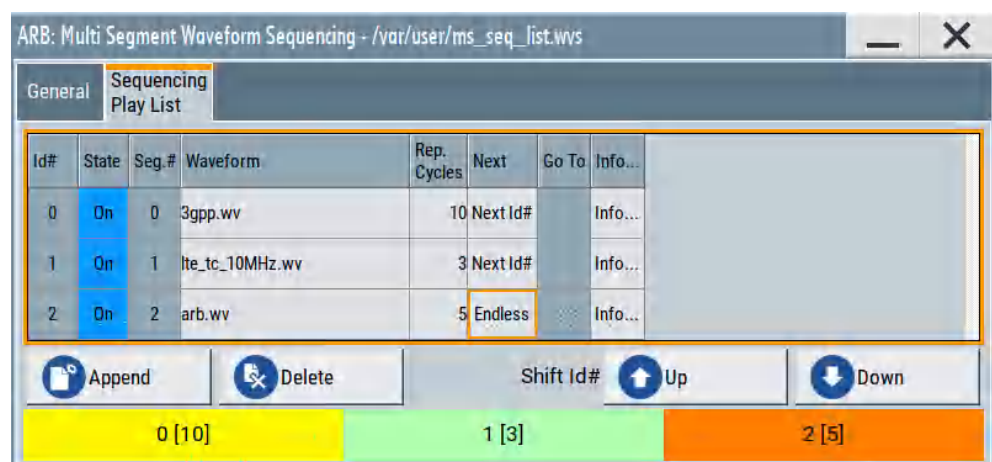 ARB: Multi Segment Waveform Sequencing - /var/user/ms_seq_list.wvs
General
Sequencing
Play List
Id# State Seg.# Waveform Rep. Cycles Next Go To Info...
0 On 0 3gpp.wv 10 Next Id# Info...
1 On 1 lte_tc_10MHz.wv 3 Next Id# Info...
2 On 2 arb.wv 5 Endless Info...
Append Delete Shift Id# Up Down
0 [10] 1 [3] 2 [5]